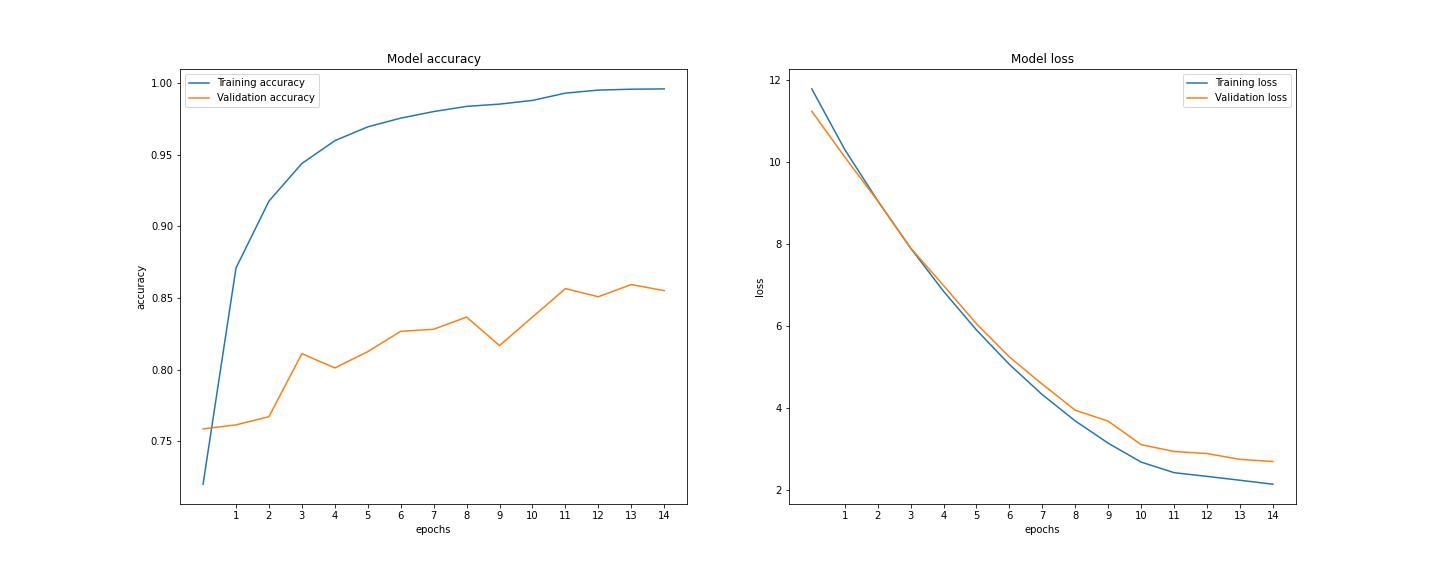 Model accuracy
Training accuracy
Validation accuracy
1.00
0.95
0.90
0.85
0.80
0.75
accuracy
1 2 3 4 5 6 7 8 9 10 11 12 13 14
epochs
Model loss
Training loss
Validation loss
12
10
8
6
4
2
loss
1 2 3 4 5 6 7 8 9 10 11 12 13 14
epochs